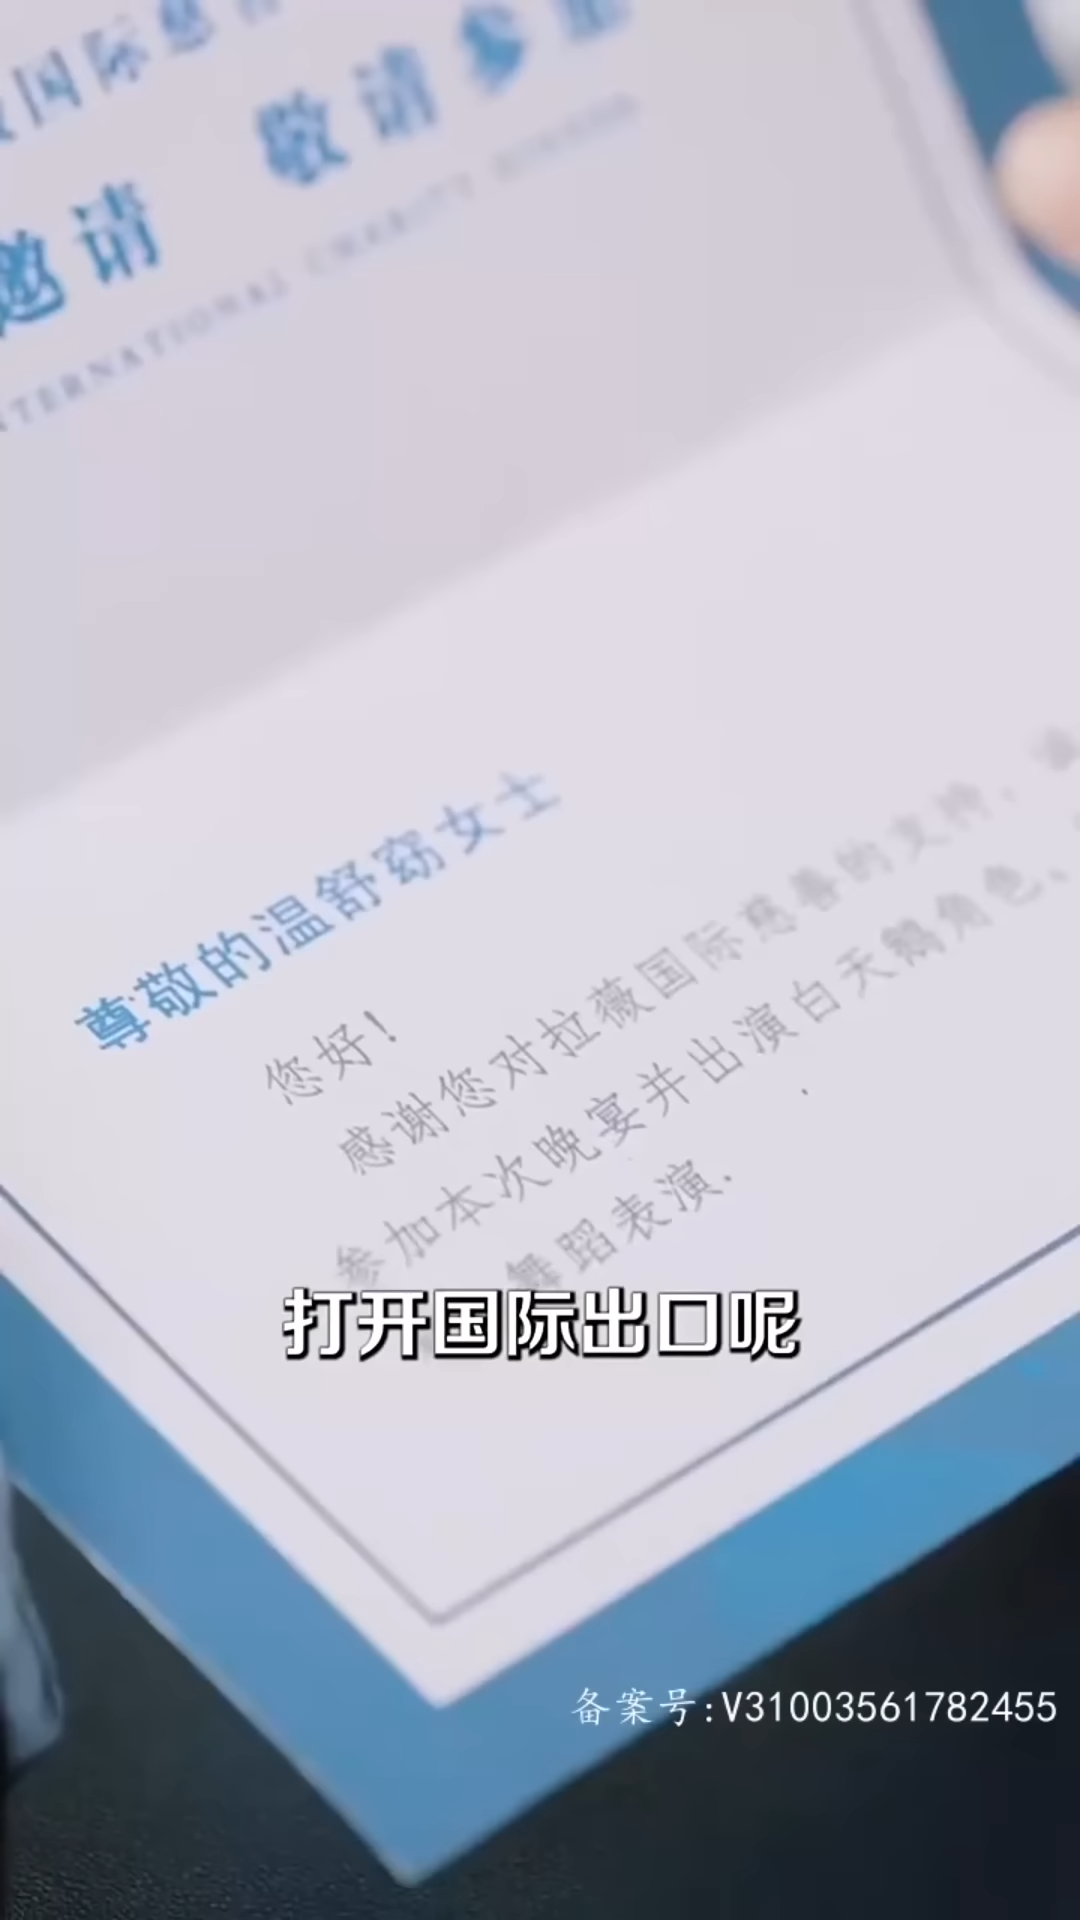 国际慈
邀请 敬请参加
INTERNATIONAL CHARITY DINNER
尊敬的温舒窈女士
您好！
感谢您对拉薇国际慈善的支持，诚
参加本次晚宴并出演白天鹅角色、
舞蹈表演.
打开国际出口呢
备案号:V31003561782455